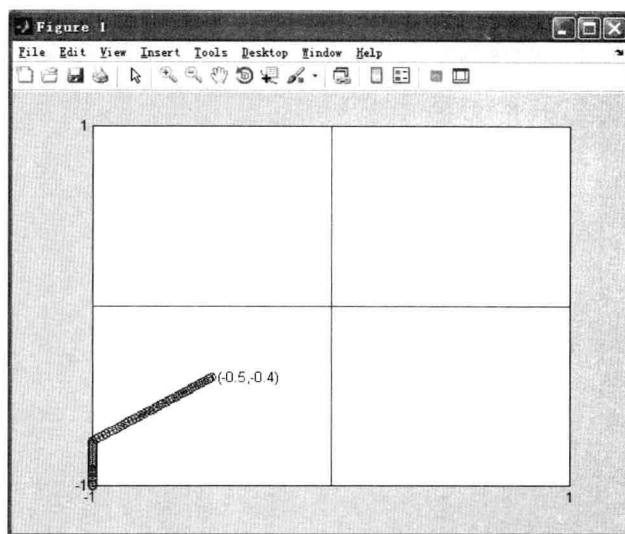 Figure 1
File Edit View Insert Tools Desktop Window Help
1
(-0.5,-0.4)
-1
-1 1